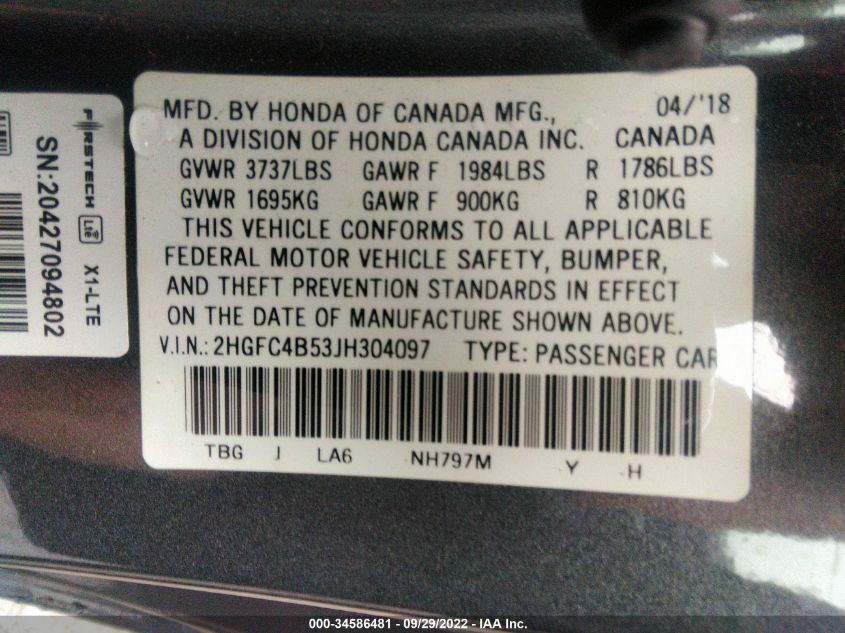 MFD. BY HONDA OF CANADA MFG., 04/'18
A DIVISION OF HONDA CANADA INC. CANADA
GVWR 3737LBS GAWR F 1984LBS R 1786LBS
GVWR 1695KG GAWR F 900KG R 810KG
THIS VEHICLE CONFORMS TO ALL APPLICABLE
FEDERAL MOTOR VEHICLE SAFETY, BUMPER,
AND THEFT PREVENTION STANDARDS IN EFFECT
ON THE DATE OF MANUFACTURE SHOWN ABOVE.
V.I.N.: 2HGFC4B53JH304097 TYPE: PASSENGER CAR
TBG J LA6 NH797M Y H
FIRSTECH Lte X1-LTE
SN:20427094802
000-34586481 - 09/29/2022 - IAA Inc.